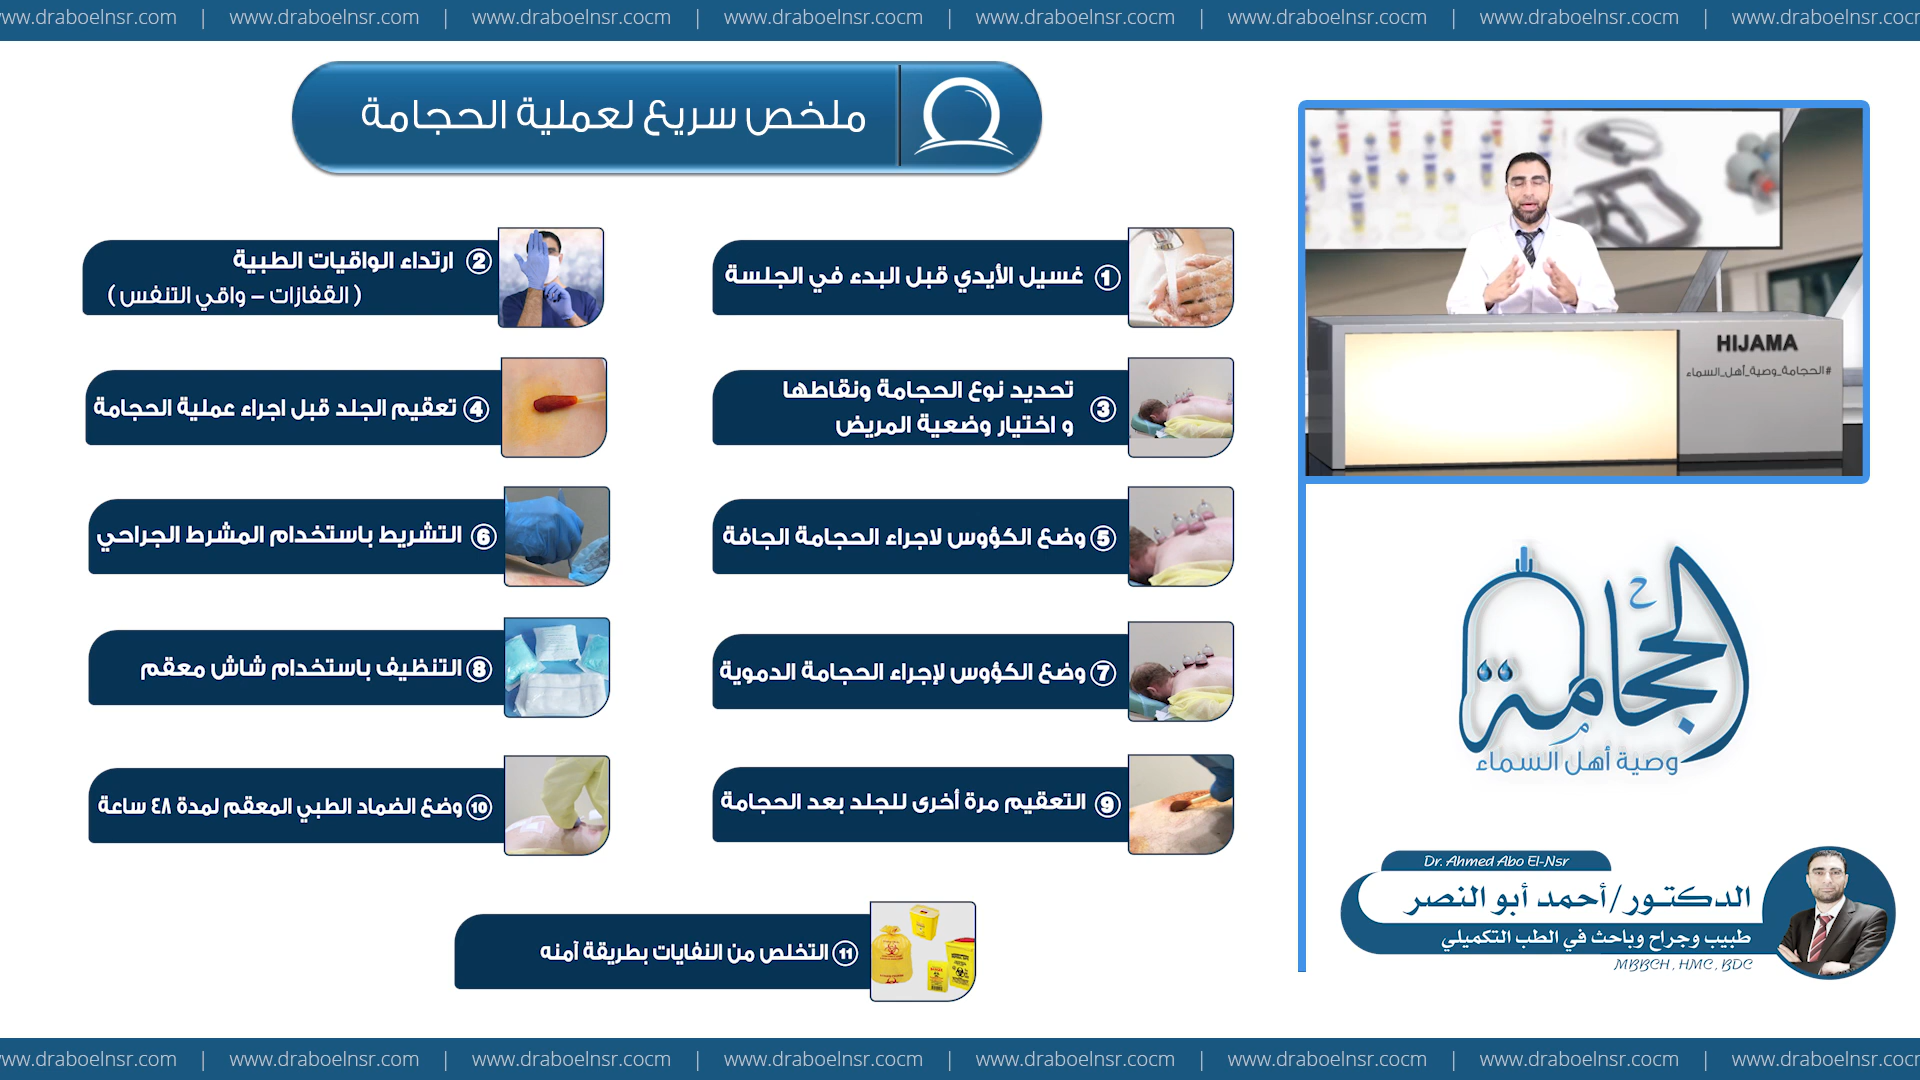 www.draboelnsr.com | www.draboelnsr.com | www.draboelnsr.cocm | www.draboelnsr.cocm | www.draboelnsr.cocm | www.draboelnsr.cocm | www.draboelnsr.cocm | www.draboelnsr.cocm
ملخص سريع لعملية الحجامة
1 غسيل الأيدي قبل البدء في الجلسة
2 ارتداء الواقيات الطبية
( القفازات – واقي التنفس )
3 تحديد نوع الحجامة ونقاطها
و اختيار وضعية المريض
4 تعقيم الجلد قبل اجراء عملية الحجامة
5 وضع الكؤوس لاجراء الحجامة الجافة
6 التشريط باستخدام المشرط الجراحي
7 وضع الكؤوس لإجراء الحجامة الدموية
8 التنظيف باستخدام شاش معقم
9 التعقيم مرة أخرى للجلد بعد الحجامة
10 وضع الضماد الطبي المعقم لمدة ٤٨ ساعة
11 التخلص من النفايات بطريقة آمنه
HIJAMA
#الحجامة_وصية_أهل_السماء
الحجامة
وصية أهل السماء
Dr. Ahmed Abo El-Nsr
الدكتور/أحمد أبو النصر
طبيب وجراح وباحث في الطب التكميلي
MBBCH , HMC , BDC
www.draboelnsr.com | www.draboelnsr.com | www.draboelnsr.cocm | www.draboelnsr.cocm | www.draboelnsr.cocm | www.draboelnsr.cocm | www.draboelnsr.cocm | www.draboelnsr.cocm